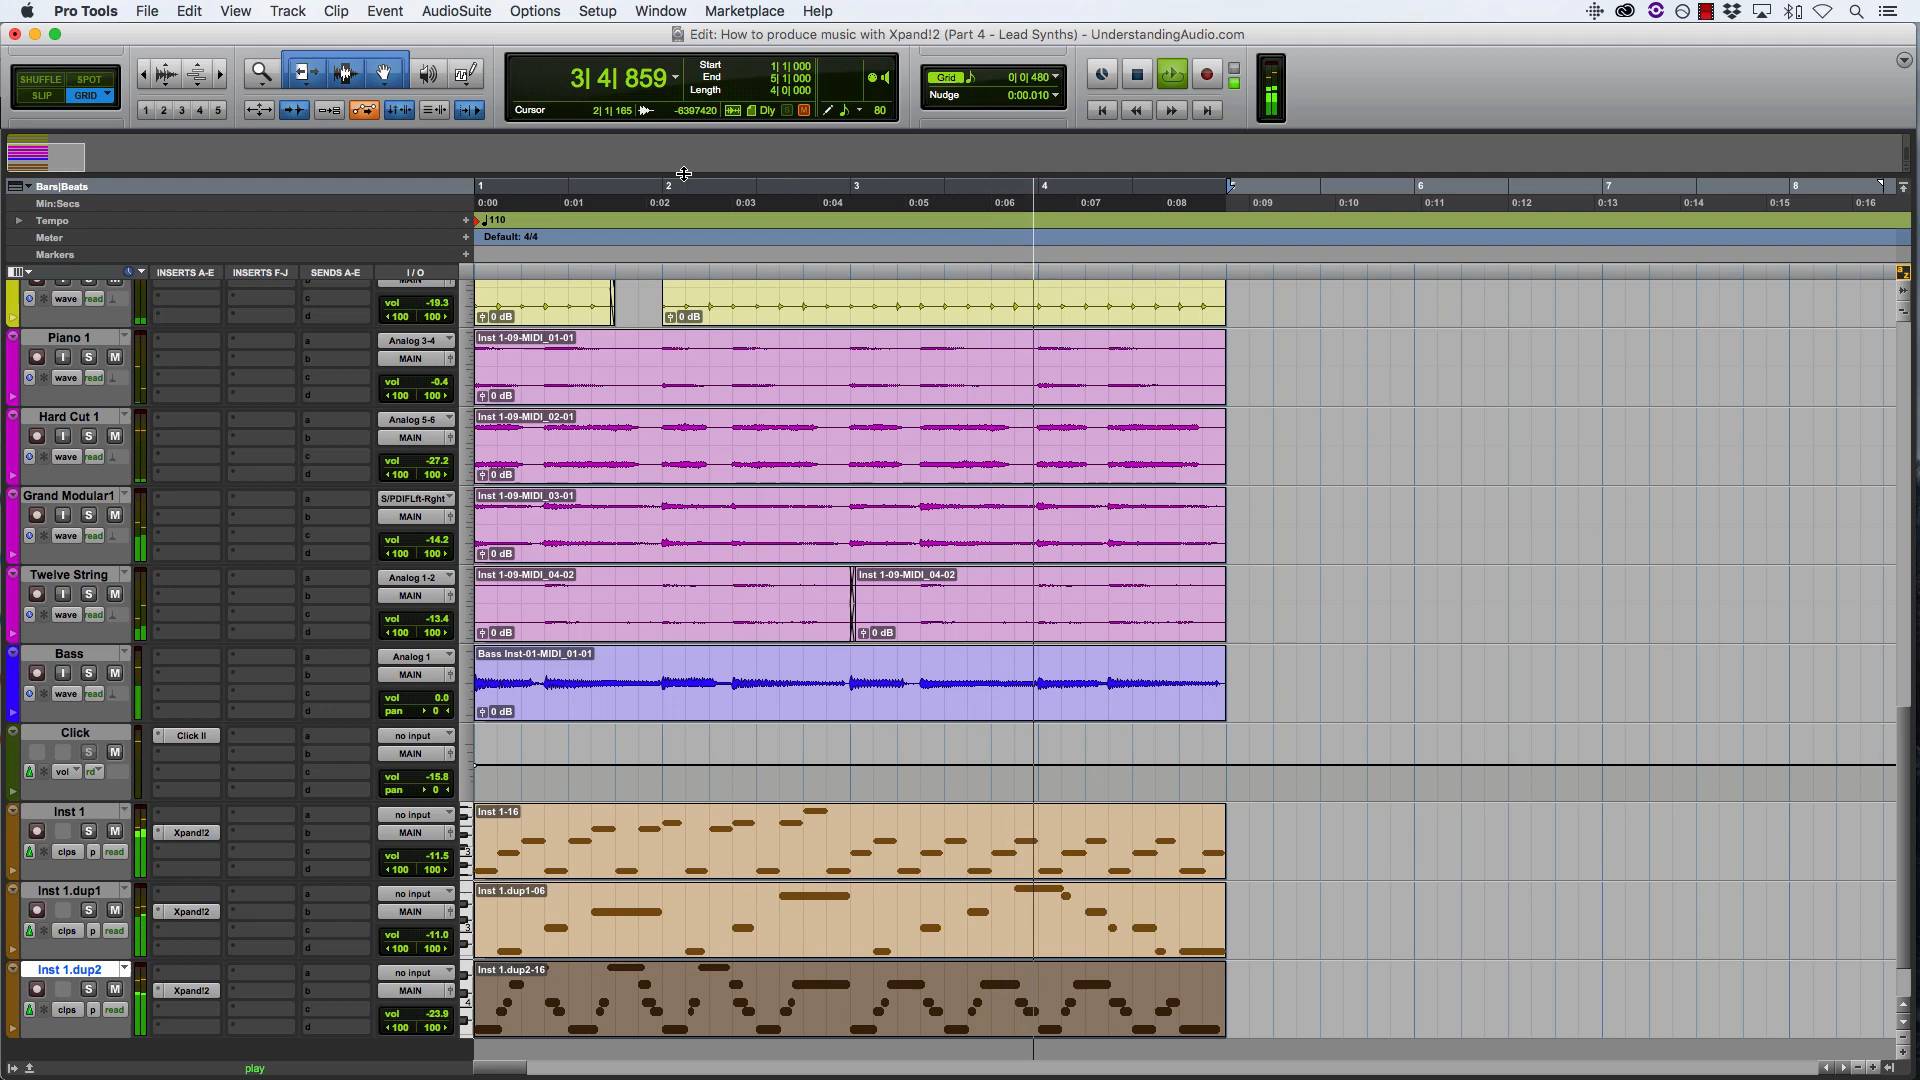 Pro Tools File Edit View Track Clip Event AudioSuite Options Setup Window Marketplace Help
Edit: How to produce music with Xpand!2 (Part 4 - Lead Synths) - UnderstandingAudio.com
SHUFFLE SPOT
SLIP GRID
1 2 3 4 5
3| 4| 859
Start 1| 1| 000
End 5| 1| 000
Length 4| 0| 000
Cursor 2| 1| 165 -6397420 Dly S M 80
Grid 0| 0| 480
Nudge 0:00.010
Bars|Beats 1 2 3 4 6 7 8
Min:Secs 0:00 0:01 0:02 0:03 0:04 0:05 0:06 0:07 0:08 0:09 0:10 0:11 0:12 0:13 0:14 0:15 0:16
Tempo + 110
Meter + Default: 4/4
Markers +
INSERTS A-E INSERTS F-J SENDS A-E I / O
wave read c vol -19.3
d 100 100 0 dB 0 dB
Piano 1 a Analog 3-4 Inst 1-09-MIDI_01-01
I S M b MAIN
wave read c vol -0.4
d 100 100 0 dB
Hard Cut 1 a Analog 5-6 Inst 1-09-MIDI_02-01
I S M b MAIN
wave read c vol -27.2
d 100 100 0 dB
Grand Modular1 a S/PDIFLft-Rght Inst 1-09-MIDI_03-01
I S M b MAIN
wave read c vol -14.2
d 100 100 0 dB
Twelve String a Analog 1-2 Inst 1-09-MIDI_04-02 Inst 1-09-MIDI_04-02
I S M b MAIN
wave read c vol -13.4
d 100 100 0 dB 0 dB
Bass a Analog 1 Bass Inst-01-MIDI_01-01
I S M b MAIN
wave read c vol 0.0
d pan 0 0 dB
Click Click II a no input
S M b MAIN
vol rd c vol -15.8
d pan 0
Inst 1 a no input Inst 1-16
S M Xpand!2 b MAIN
clps p read c vol -11.5 3
d 100 100
Inst 1.dup1 a no input Inst 1.dup1-06
S M Xpand!2 b MAIN
clps p read c vol -11.0 3
d 100 100
Inst 1.dup2 a no input Inst 1.dup2-16
S M Xpand!2 b MAIN
clps p read c vol -23.9 4
d 100 100
play